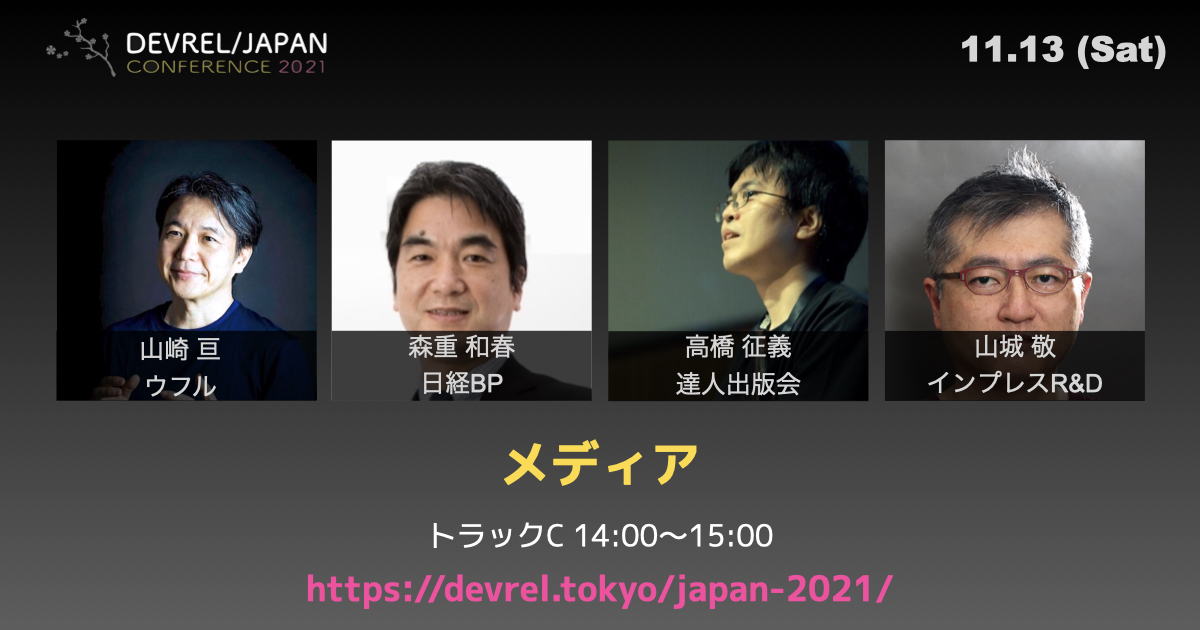 DEVREL/JAPAN
CONFERENCE 2021
11.13 (Sat)
山崎 亘
ウフル
森重 和春
日経BP
高橋 征義
達人出版会
山城 敬
インプレスR&D
メディア
トラックC 14:00〜15:00
https://devrel.tokyo/japan-2021/